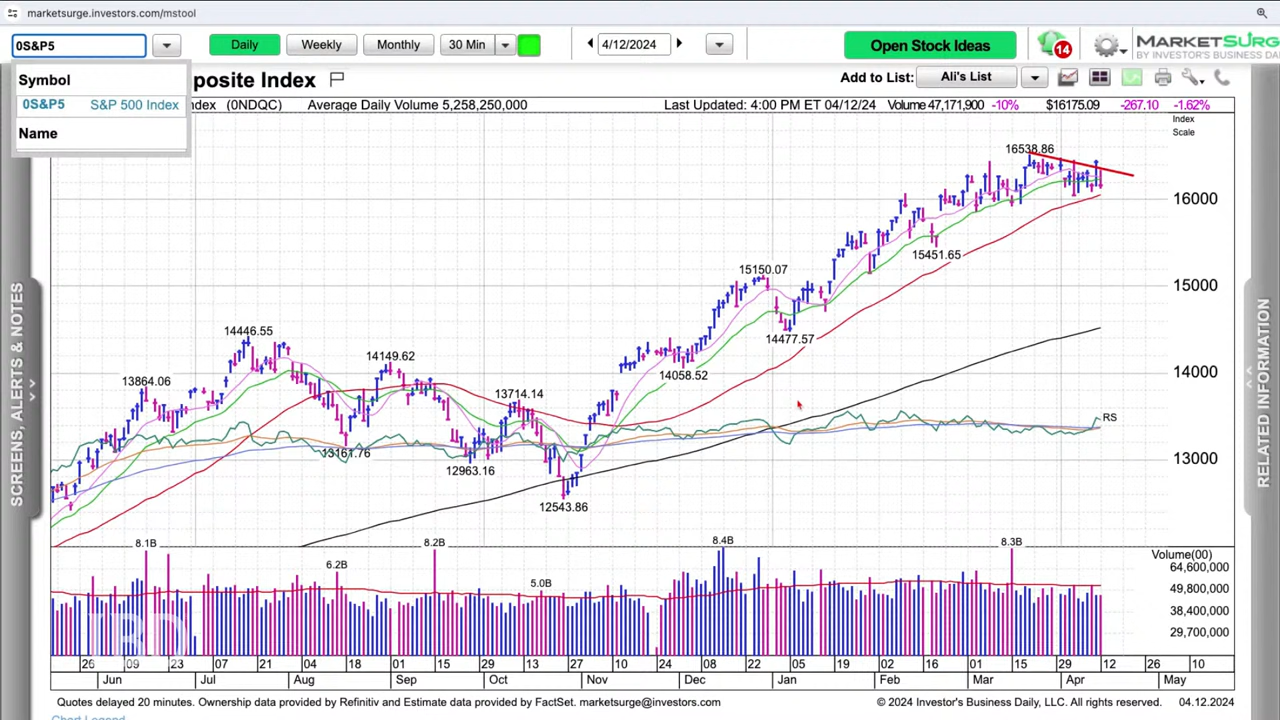 marketsurge.investors.com/mstool
0S&P5
Daily
Weekly
Monthly
30 Min
4/12/2024
Open Stock Ideas
14
MARKETSURGE
BY INVESTOR'S BUSINESS DAI
Symbol
0S&P5 S&P 500 Index
Name
posite Index
Add to List:
Ali's List
ndex (0NDQC) Average Daily Volume 5,258,250,000
Last Updated: 4:00 PM ET 04/12/24 Volume 47,171,900 -10% $16175.09 -267.10 -1.62%
Index
Scale
16538.86
16000
15451.65
15150.07
15000
14477.57
14446.55
14149.62
14058.52
14000
13864.06
13714.14
RS
13161.76
12963.16
13000
12543.86
SCREENS, ALERTS & NOTES
RELATED INFORMATION
8.1B
8.2B
8.4B
8.3B
6.2B
5.0B
Volume(00)
64,600,000
49,800,000
38,400,000
29,700,000
IBD
26 09 23 07 21 04 18 01 15 29 13 27 10 24 08 22 05 19 02 16 01 15 29 12 26 10
Jun Jul Aug Sep Oct Nov Dec Jan Feb Mar Apr May
Quotes delayed 20 minutes. Ownership data provided by Refinitiv and Estimate data provided by FactSet. marketsurge@investors.com
© 2024 Investor's Business Daily, LLC. All rights reserved. 04.12.2024
Chart Legend